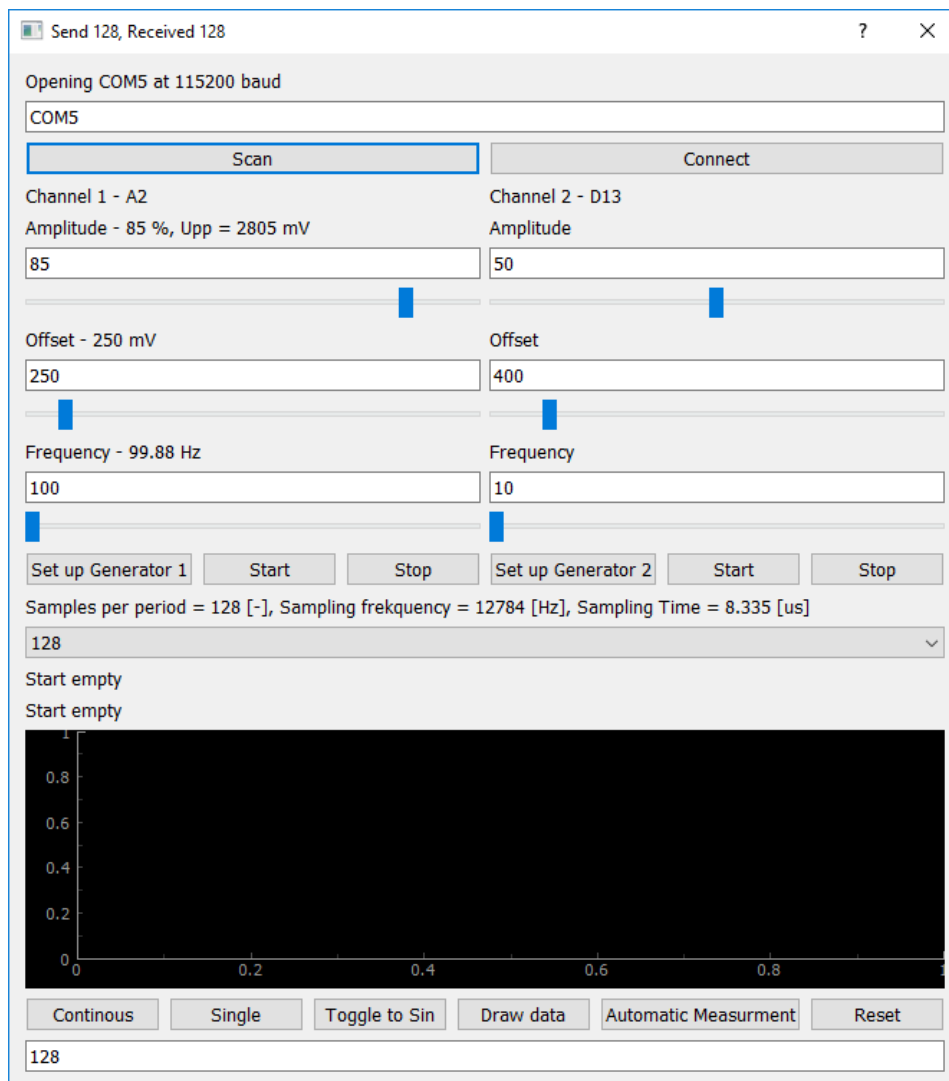 Send 128, Received 128 ?
Opening COM5 at 115200 baud
COM5
Scan Connect
Channel 1 - A2 Channel 2 - D13
Amplitude - 85 %, Upp = 2805 mV Amplitude
85 50
Offset - 250 mV Offset
250 400
Frequency - 99.88 Hz Frequency
100 10
Set up Generator 1 Start Stop Set up Generator 2 Start Stop
Samples per period = 128 [-], Sampling frekquency = 12784 [Hz], Sampling Time = 8.335 [us]
128
Start empty
Start empty
1
0.8
0.6
0.4
0.2
0
0 0.2 0.4 0.6 0.8 1
Continous Single Toggle to Sin Draw data Automatic Measurment Reset
128